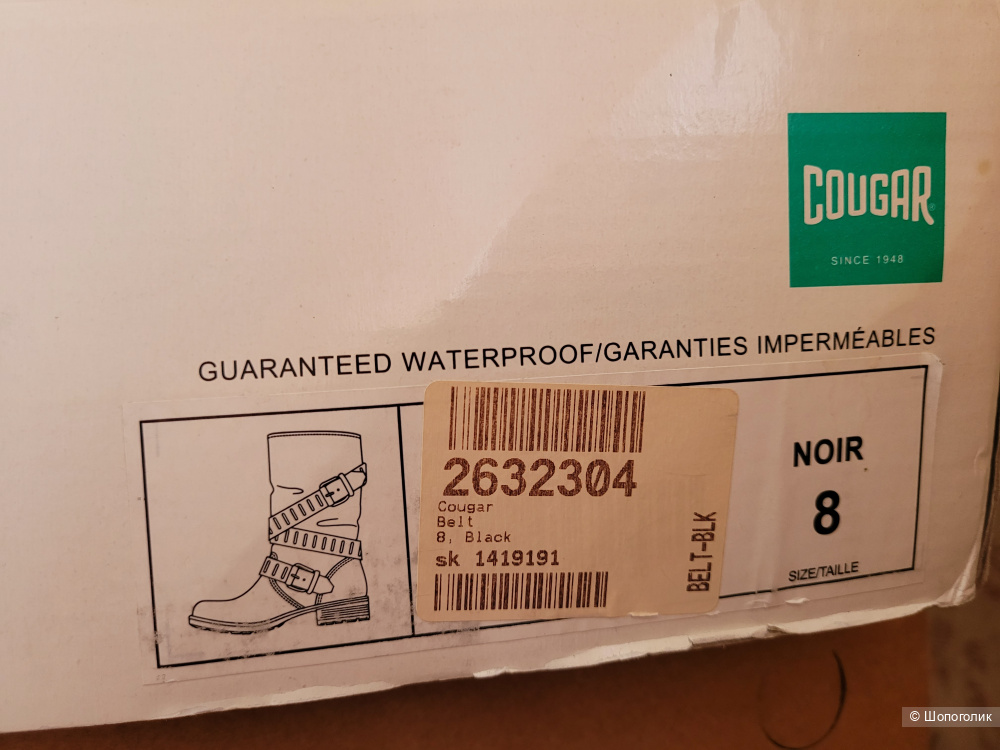 COUGAR®
SINCE 1948
GUARANTEED WATERPROOF/GARANTIES IMPERMÉABLES
2632304
Cougar
Belt
8, Black
sk 1419191
BELT-BLK
NOIR
8
SIZE/TAILLE
© Шопоголик